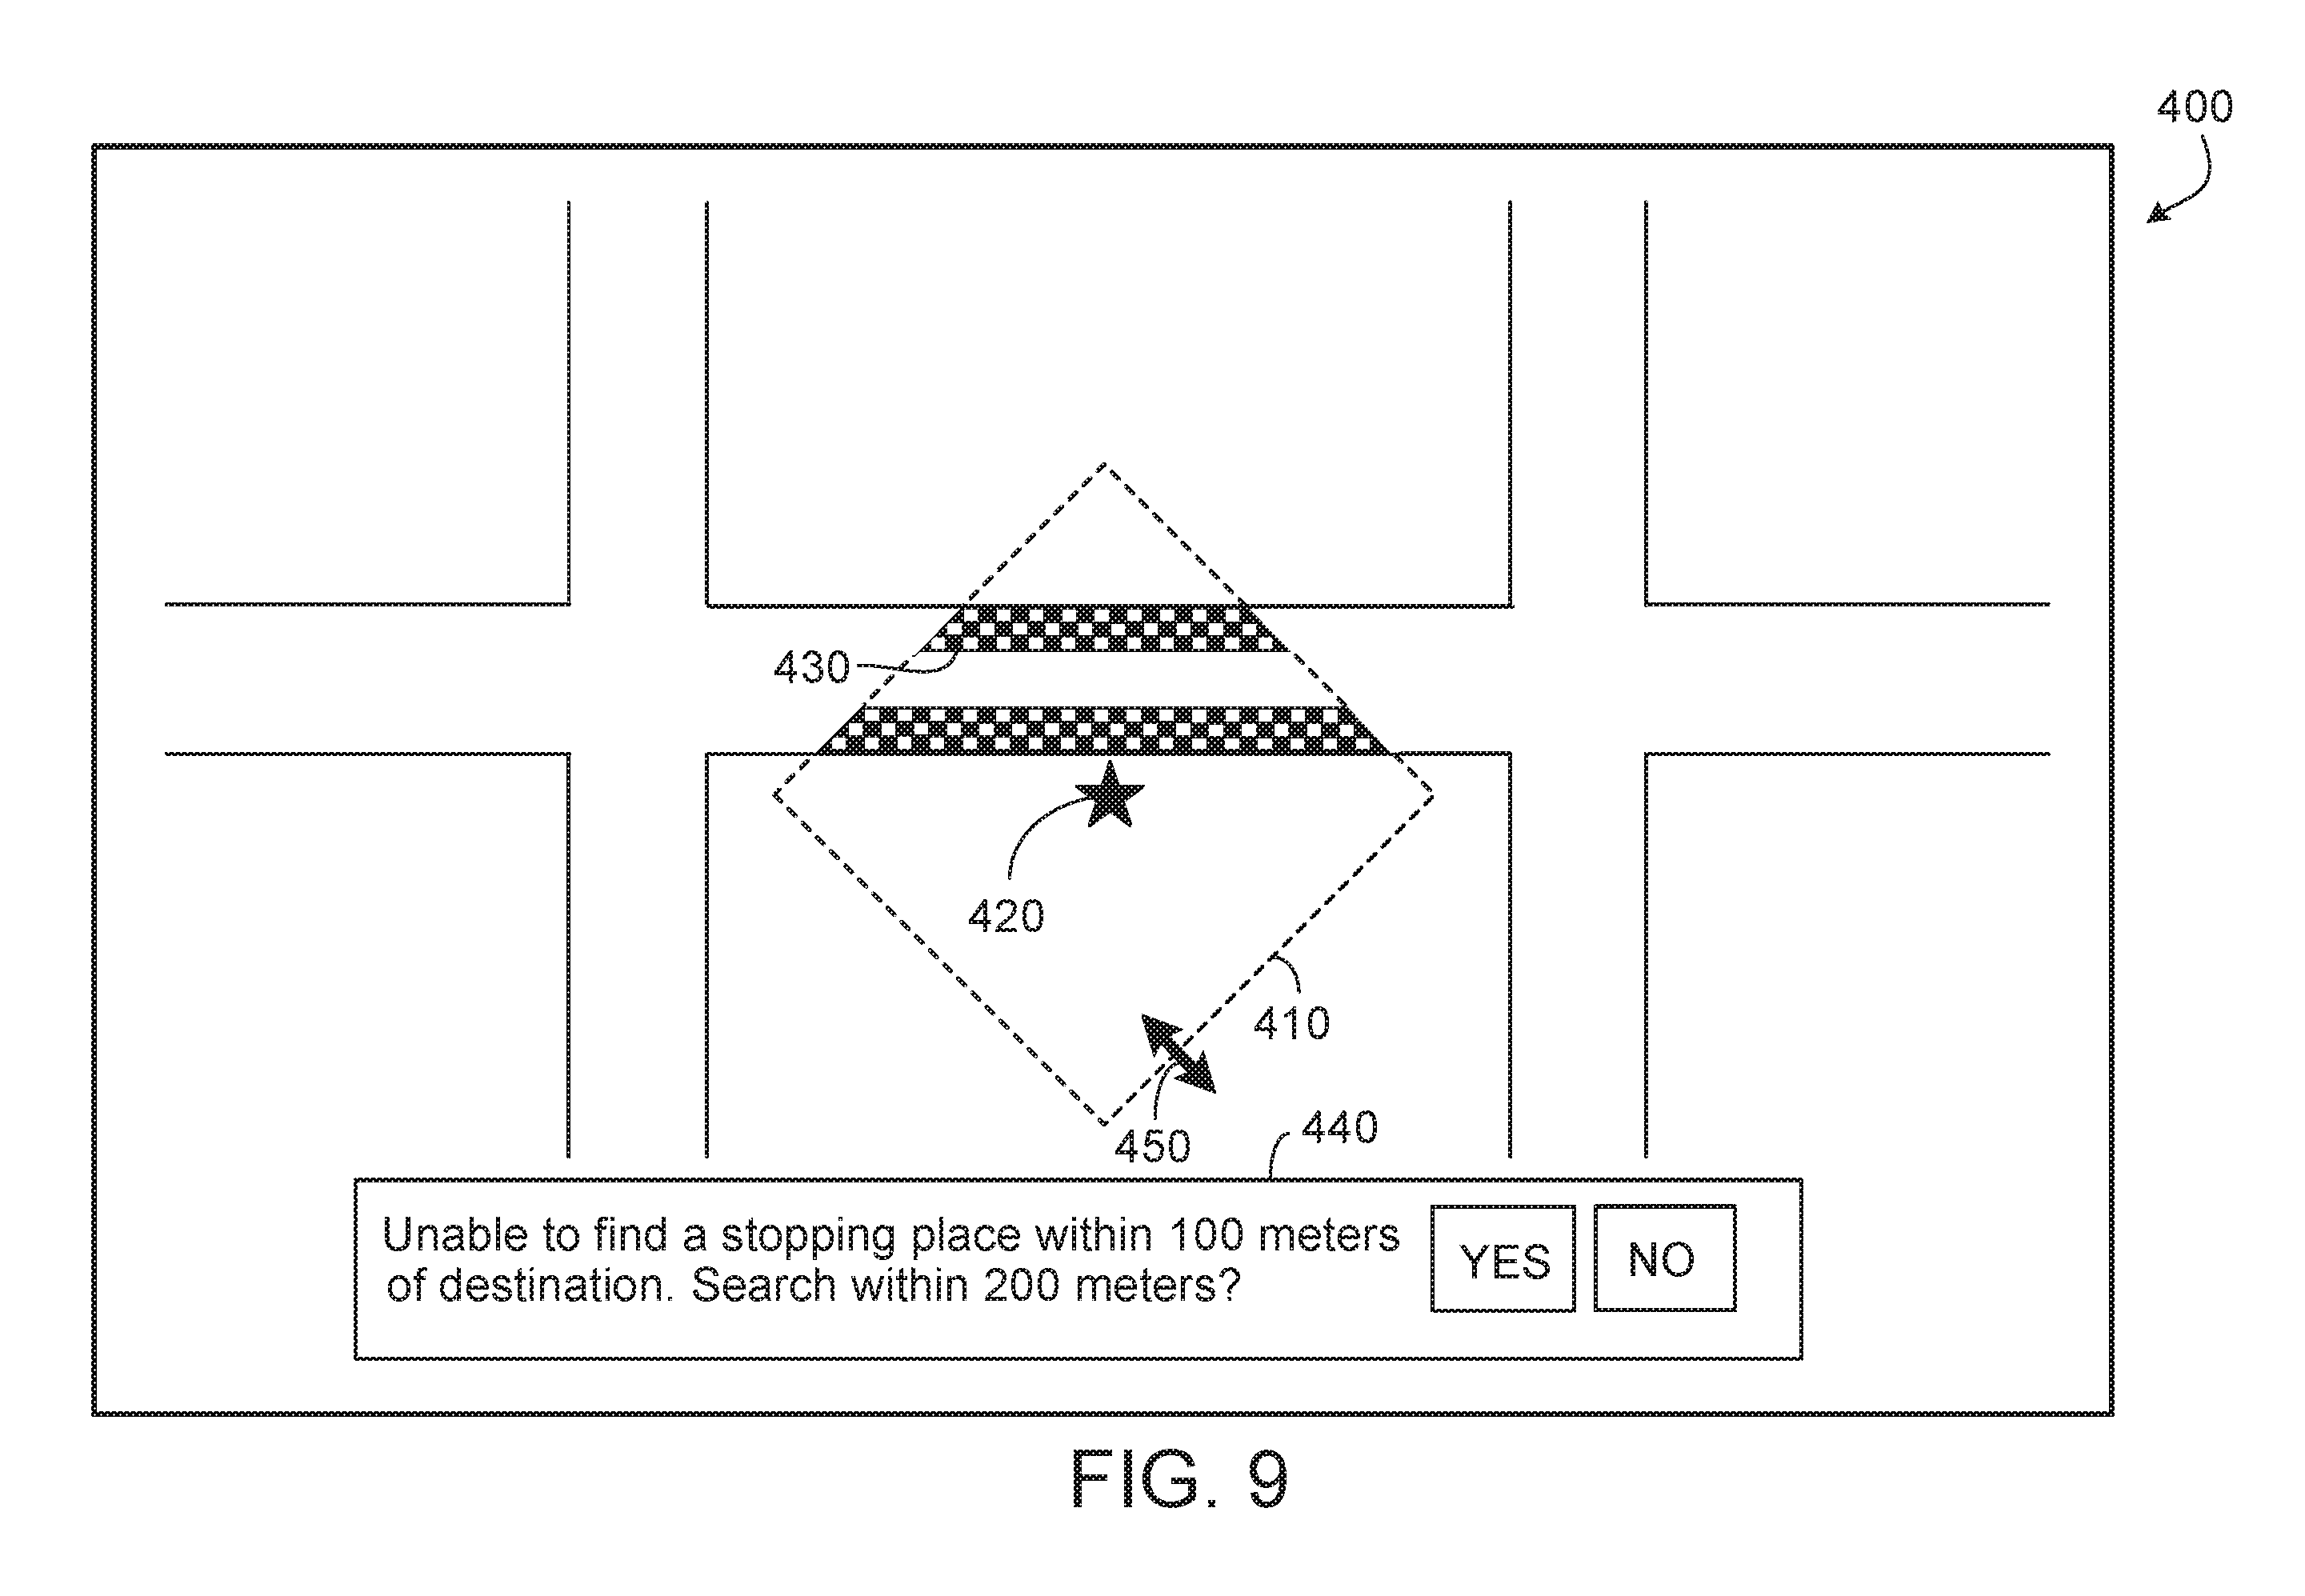 400
430
420
410
450
440
Unable to find a stopping place within 100 meters
of destination. Search within 200 meters?
YES
NO
FIG. 9